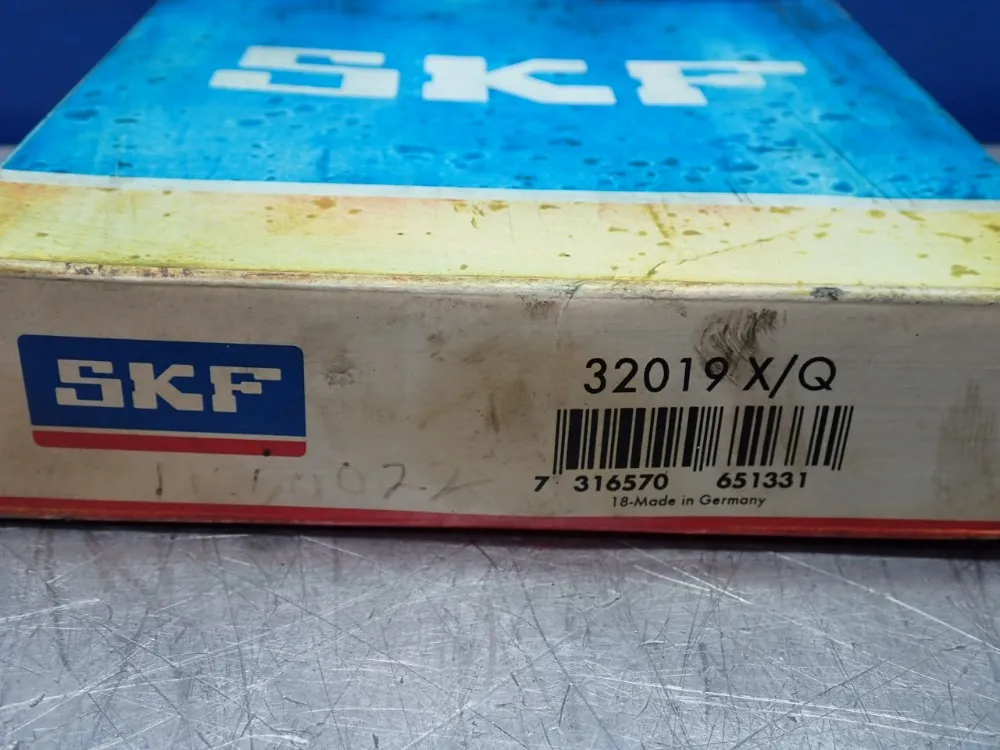 SKF
SKF
32019 X/Q
7 316570 651331
18-Made in Germany